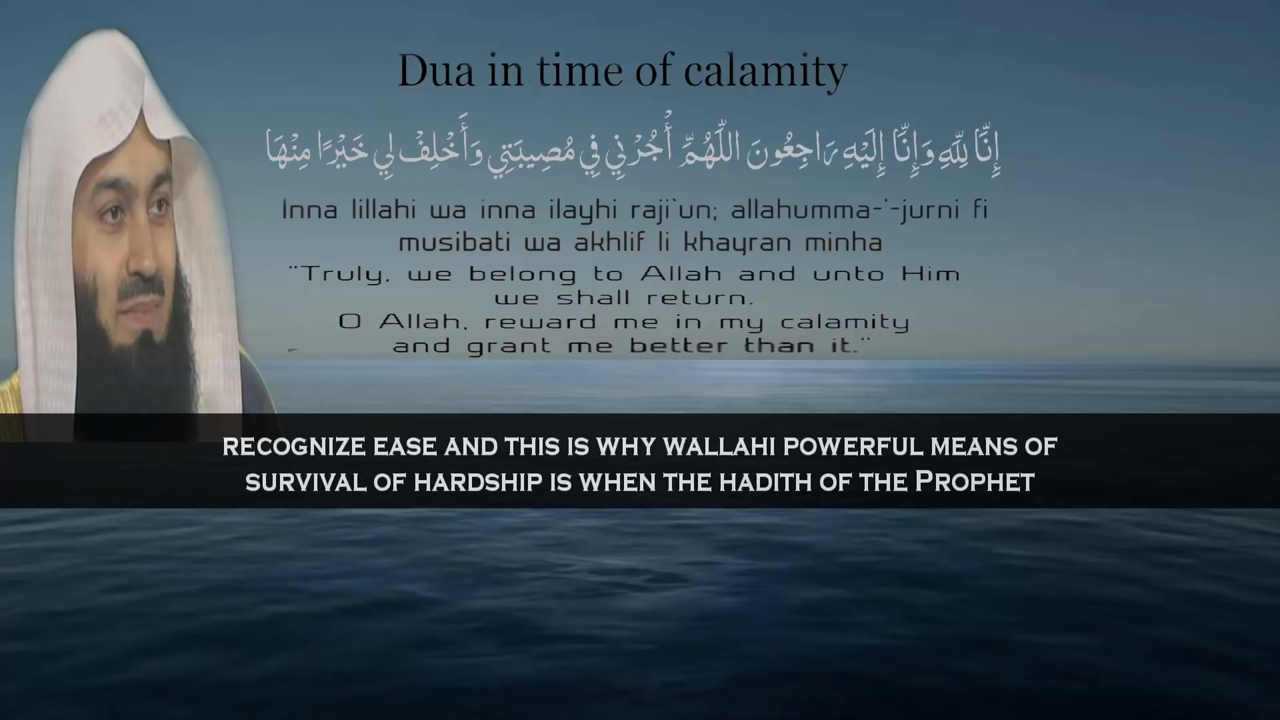 Dua in time of calamity
إِنَّا لِلَّهِ وَإِنَّا إِلَيْهِ رَاجِعُونَ اللَّهُمَّ أْجُرْنِي فِي مُصِيبَتِي وَأَخْلِفْ لِي خَيْرًا مِنْهَا
Inna lillahi wa inna ilayhi raji`un; allahumma-'-jurni fi
musibati wa akhlif li khayran minha
"Truly, we belong to Allah and unto Him
we shall return.
O Allah, reward me in my calamity
and grant me better than it."
RECOGNIZE EASE AND THIS IS WHY WALLAHI POWERFUL MEANS OF
SURVIVAL OF HARDSHIP IS WHEN THE HADITH OF THE PROPHET